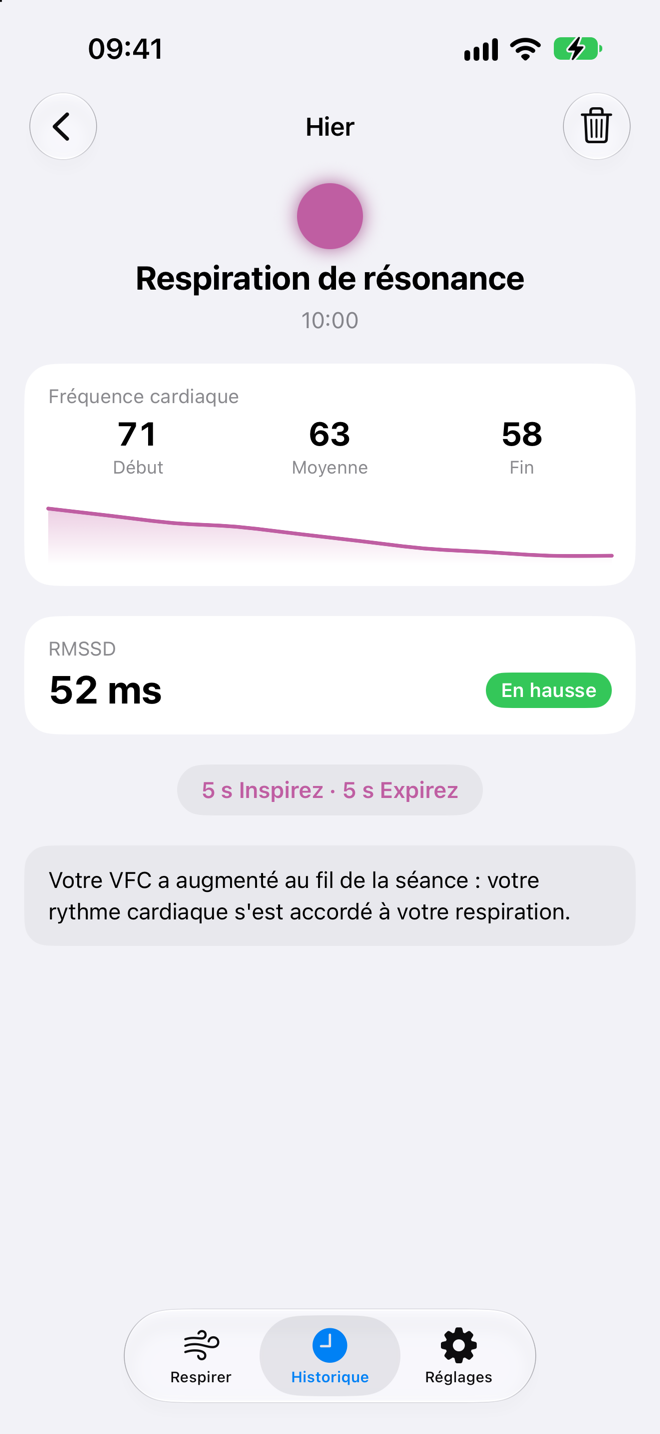 09:41
Hier
Respiration de résonance
10:00
Fréquence cardiaque
71 63 58
Début Moyenne Fin
RMSSD
52 ms En hausse
5 s Inspirez · 5 s Expirez
Votre VFC a augmenté au fil de la séance : votre
rythme cardiaque s'est accordé à votre respiration.
Respirer Historique Réglages